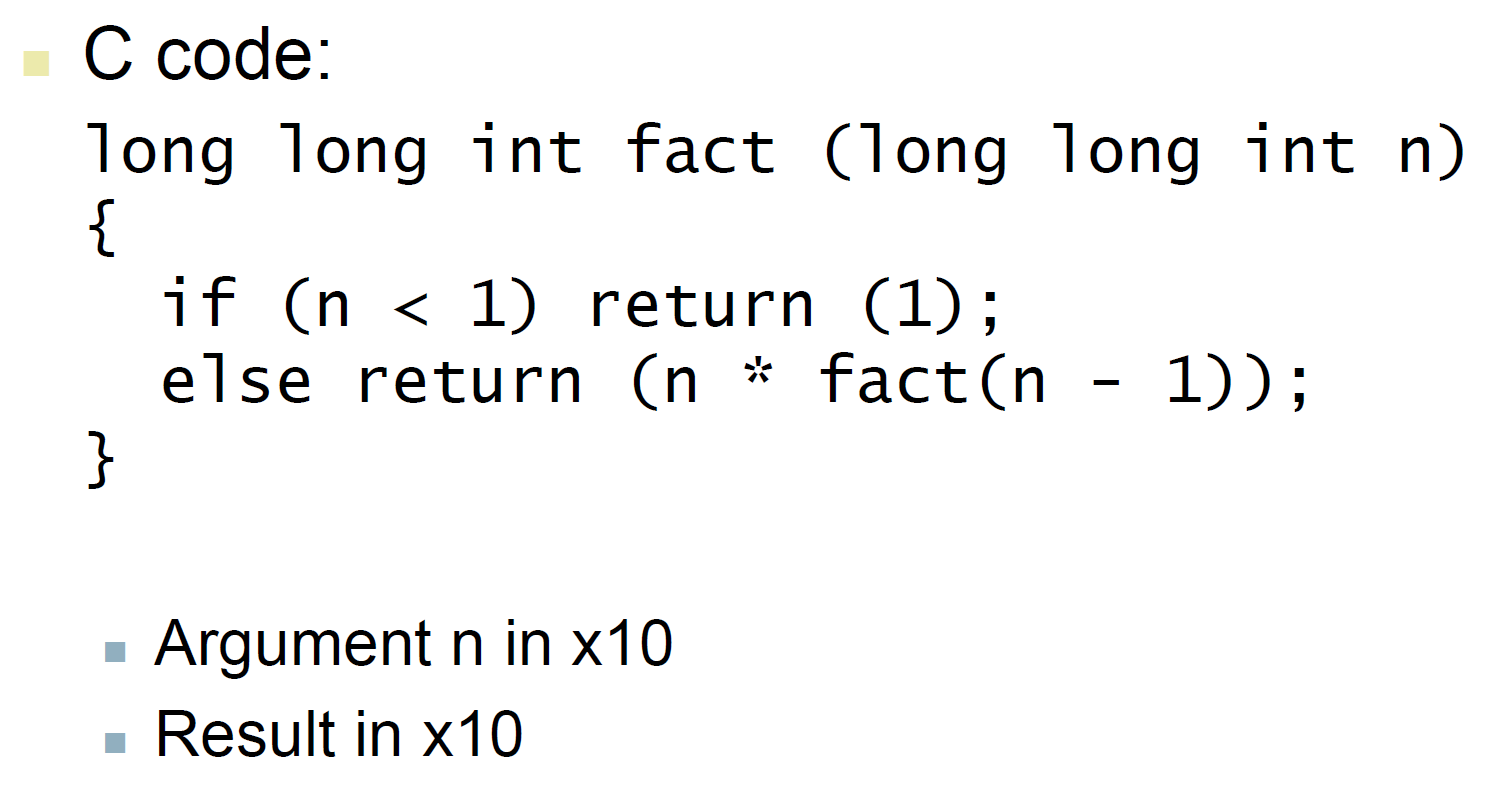 C code:
long long int fact (long long int n)
{
if (n < 1) return (1);
else return (n * fact(n - 1));
}
Argument n in x10
Result in x10